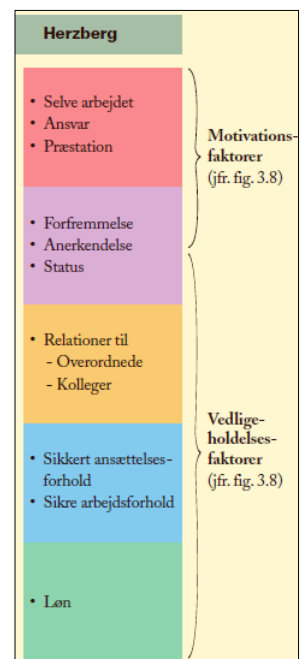 Herzberg
• Selve arbejdet
• Ansvar
• Præstation
Motivations-
faktorer
(jfr. fig. 3.8)
• Forfremmelse
• Anerkendelse
• Status
• Relationer til
- Overordnede
- Kolleger
Vedlige-
holdelses-
faktorer
(jfr. fig. 3.8)
• Sikkert ansættelses-
forhold
• Sikre arbejdsforhold
• Løn